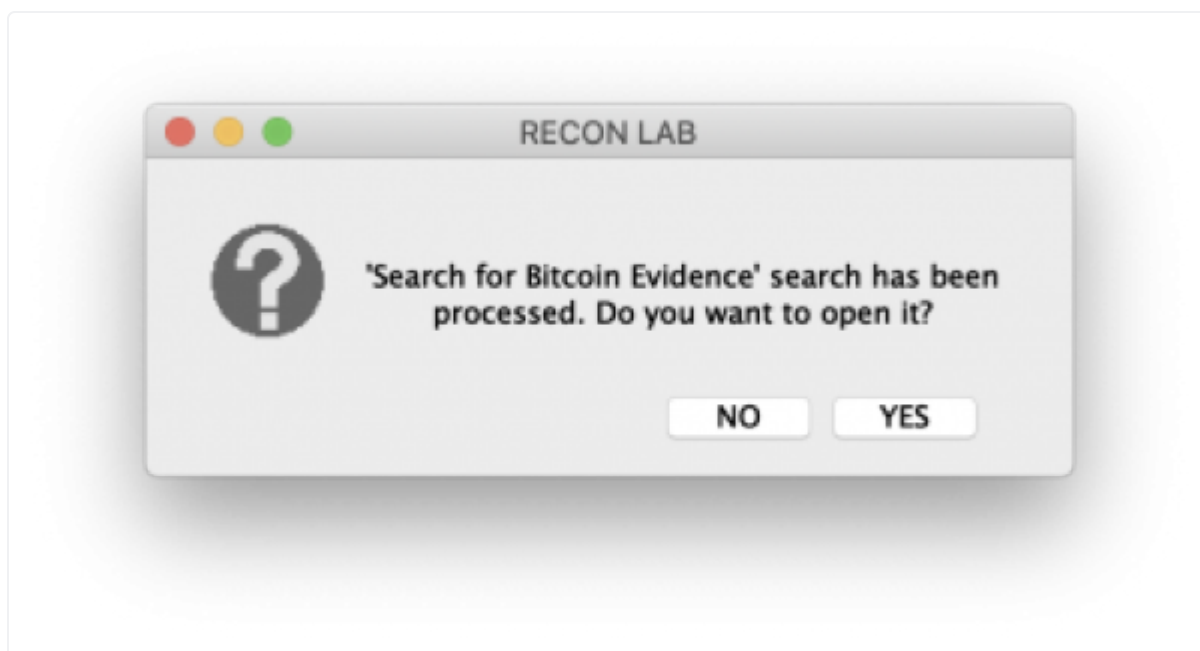 RECON LAB
'Search for Bitcoin Evidence' search has been
processed. Do you want to open it?
NO YES